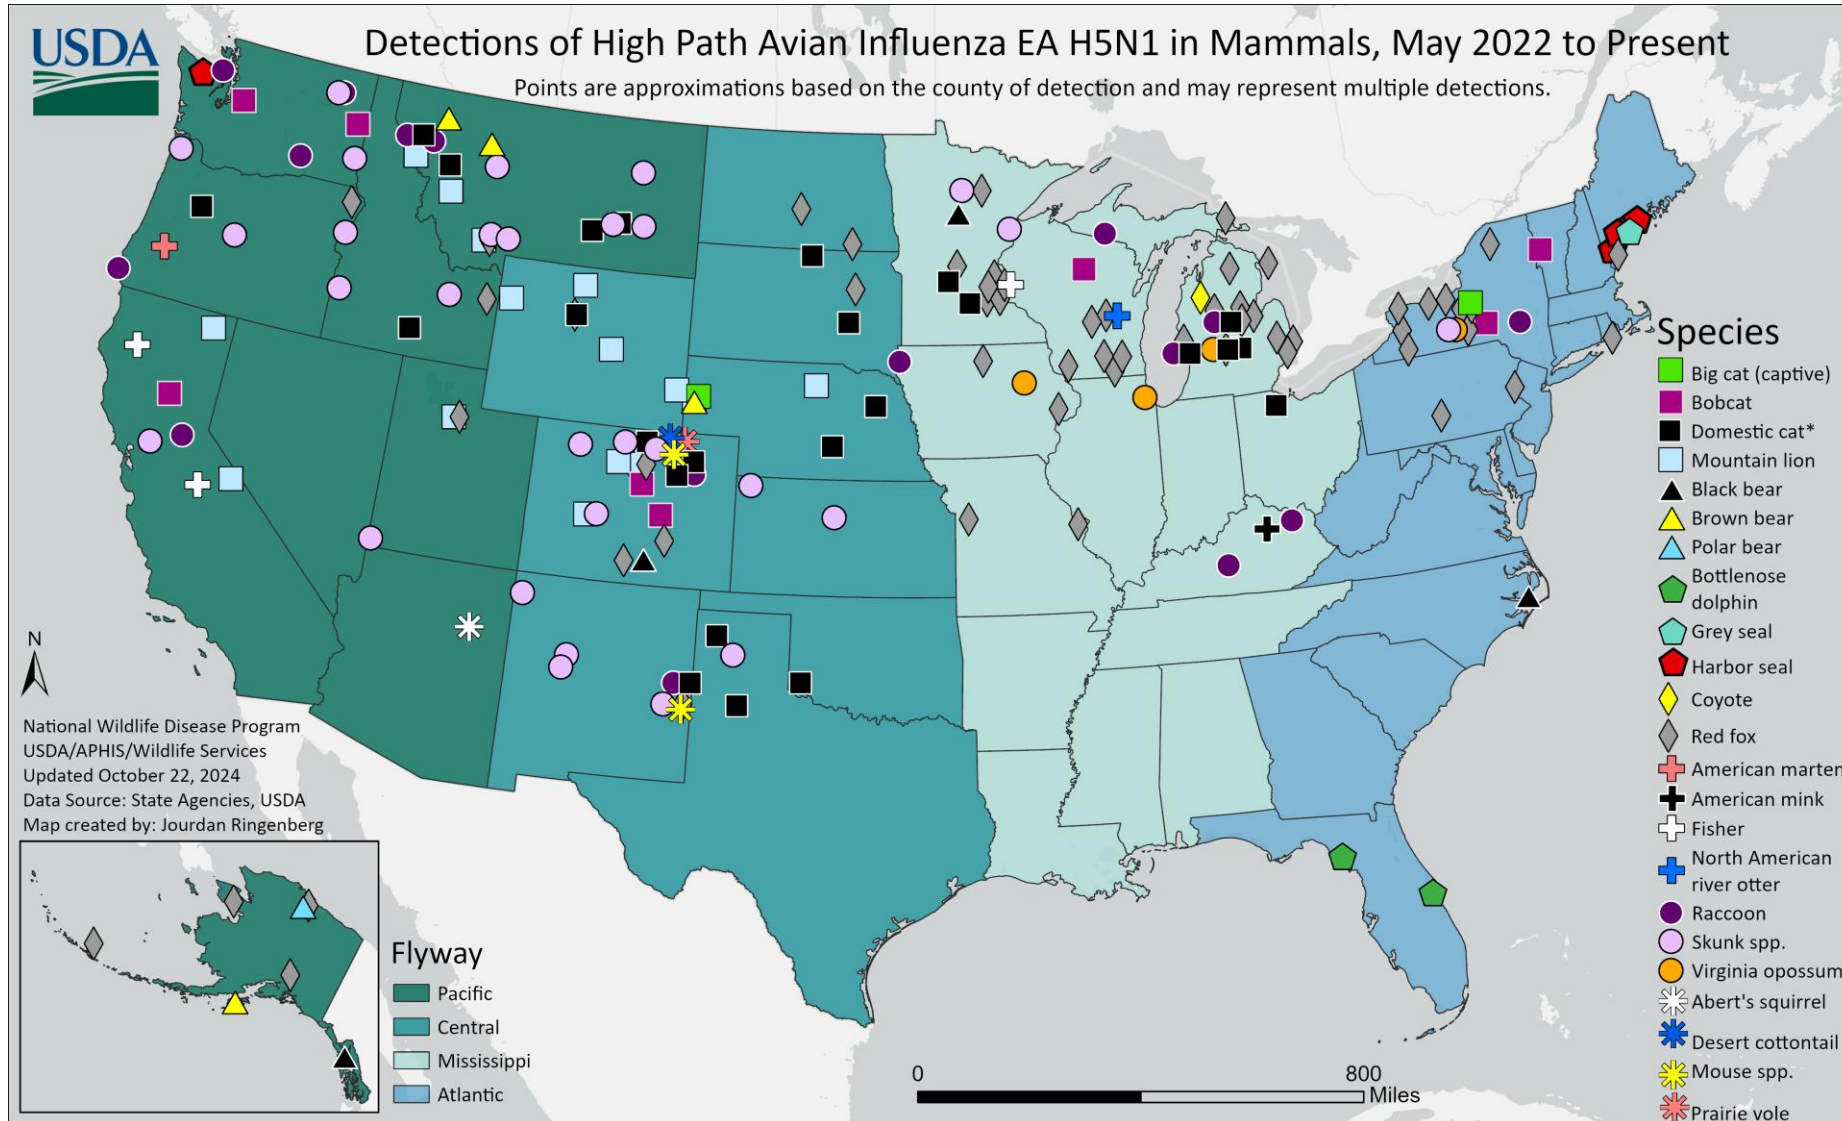 USDA
Detections of High Path Avian Influenza EA H5N1 in Mammals, May 2022 to Present
Points are approximations based on the county of detection and may represent multiple detections.
Species
Big cat (captive)
Bobcat
Domestic cat*
Mountain lion
Black bear
Brown bear
Polar bear
Bottlenose
dolphin
Grey seal
Harbor seal
Coyote
Red fox
American marten
American mink
Fisher
North American
river otter
Raccoon
Skunk spp.
Virginia opossum
Abert's squirrel
Desert cottontail
Mouse spp.
Prairie vole
N
National Wildlife Disease Program
USDA/APHIS/Wildlife Services
Updated October 22, 2024
Data Source: State Agencies, USDA
Map created by: Jourdan Ringenberg
Flyway
Pacific
Central
Mississippi
Atlantic
0 800
Miles